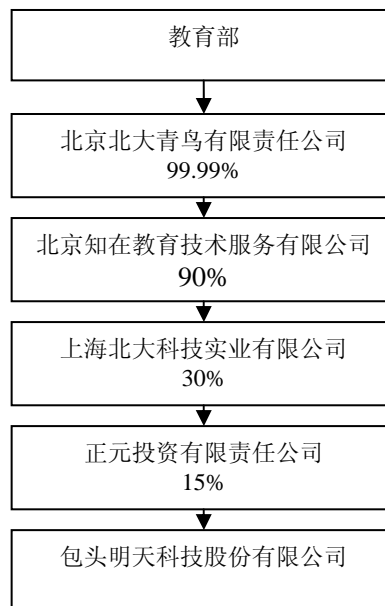 教育部
北京北大青鸟有限责任公司
99.99%
北京知在教育技术服务有限公司
90%
上海北大科技实业有限公司
30%
正元投资有限责任公司
15%
包头明天科技股份有限公司